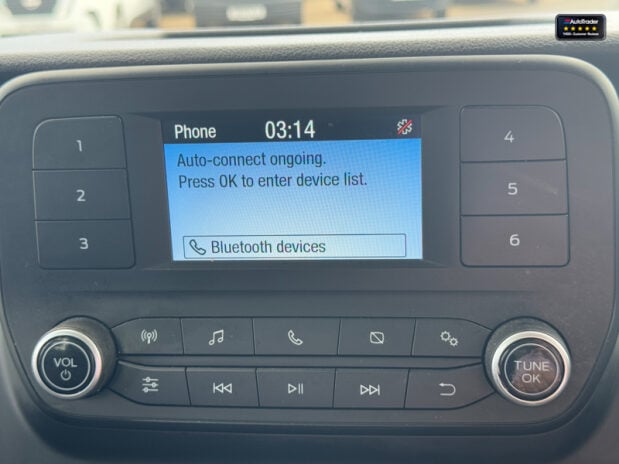 AutoTrader
Phone 03:14
Auto-connect ongoing.
Press OK to enter device list.
Bluetooth devices
1
2
3
4
5
6
VOL
TUNE
OK